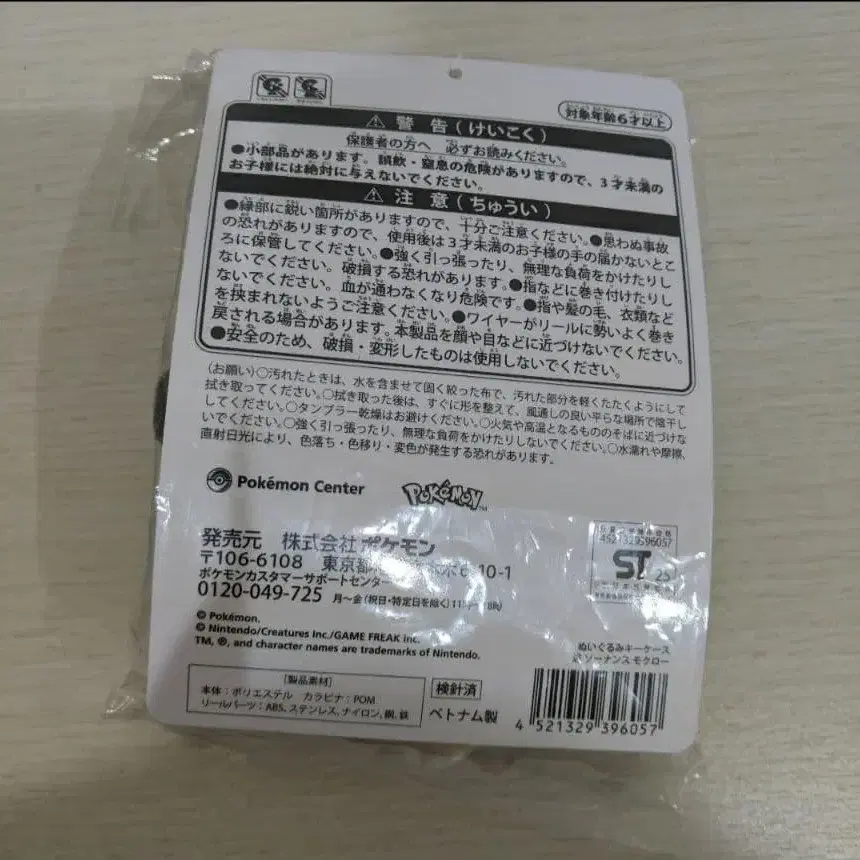 対象年齢6才以上
⚠ 警告(けいこく)
保護者の方へ 必ずお読みください。
●小部品があります。誤飲・窒息の危険がありますので、3才未満の
お子様には絶対に与えないでください。
⚠ 注意(ちゅうい)
●縁部に鋭い箇所がありますので、十分ご注意ください。●思わぬ事故
の恐れがありますので、使用後は3才未満のお子様の手の届かないとこ
ろに保管してください。●強く引っ張ったり、無理な負荷をかけたりし
ないでください。破損する恐れがあります。●指などに巻き付けたりし
ないでください。血が通わなくなり危険です。●指や髪の毛、衣類など
を挟まれないようご注意ください。●ワイヤーがリールに勢いよく巻き
戻される場合があります。本製品を顔や目などに近づけないでください。
●安全のため、破損・変形したものは使用しないでください。
(お願い)○汚れたときは、水を含ませて固く絞った布で、汚れた部分を軽くたたくようにして
拭き取ってください。○拭き取った後は、すぐに形を整えて、風通しの良い平らな場所で陰干し
してください。○タンブラー乾燥はお避けください。○火気や高温となるもののそばに近づけな
いでください。○強く引っ張ったり、無理な負荷をかけたりしないでください。○水濡れや摩擦、
直射日光により、色落ち・色移り・変色が発生する恐れがあります。
Pokémon Center POKÉMON TM
発売元 株式会社ポケモン
〒106-6108 東京都 6-10-1
ポケモンカスタマーサポートセンター
0120-049-725 月〜金(祝日・特定日を除く)
4521329396057
ST
25
© Pokémon.
© Nintendo/Creatures Inc./GAME FREAK inc.
TM, ®, and character names are trademarks of Nintendo.
ぬいぐるみキーケース
ソーナンス モクロー
[製品素材]
本体:ポリエステル カラビナ:POM
リールパーツ:ABS、ステンレス、ナイロン、銅、鉄
検針済
ベトナム製
4 521329 396057